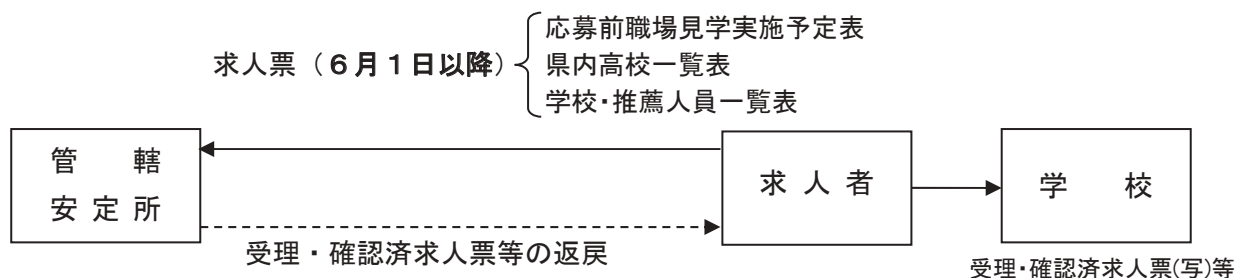 応募前職場見学実施予定表
求人票（６月１日以降）
県内高校一覧表
学校・推薦人員一覧表
管　轄
安定所
求人者
学　校
受理・確認済求人票等の返戻
受理・確認済求人票(写)等